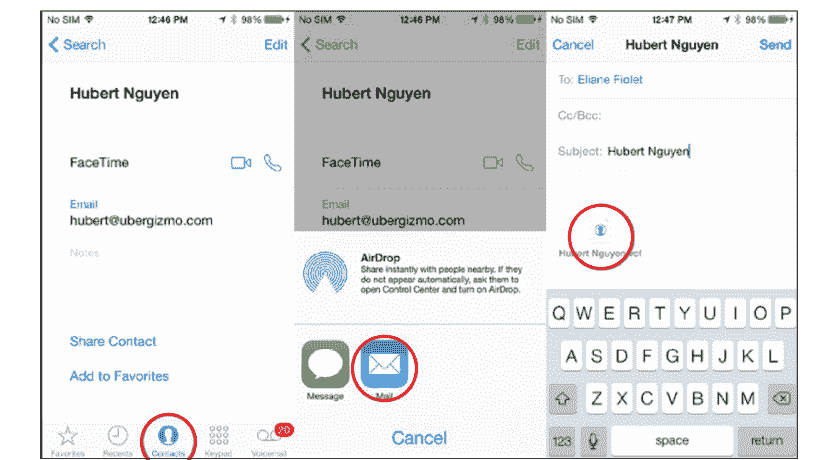 No SIM 12:46 PM 98%
Search Edit
Hubert Nguyen
FaceTime
Email
hubert@ubergizmo.com
Notes
Share Contact
Add to Favorites
20
Favorites Recents Contacts Keypad Voicemail
No SIM 12:46 PM 98%
Search Edit
Hubert Nguyen
FaceTime
Email
hubert@ubergizmo.com
AirDrop
Share instantly with people nearby. If they
do not appear automatically, ask them to
open Control Center and turn on AirDrop.
Message Mail
Cancel
No SIM 12:47 PM 98%
Cancel Hubert Nguyen Send
To: Eliane Fiolet
Cc/Bcc:
Subject: Hubert Nguyen
Hubert Nguyen.vcf
Q W E R T Y U I O P
A S D F G H J K L
Z X C V B N M
123 space return